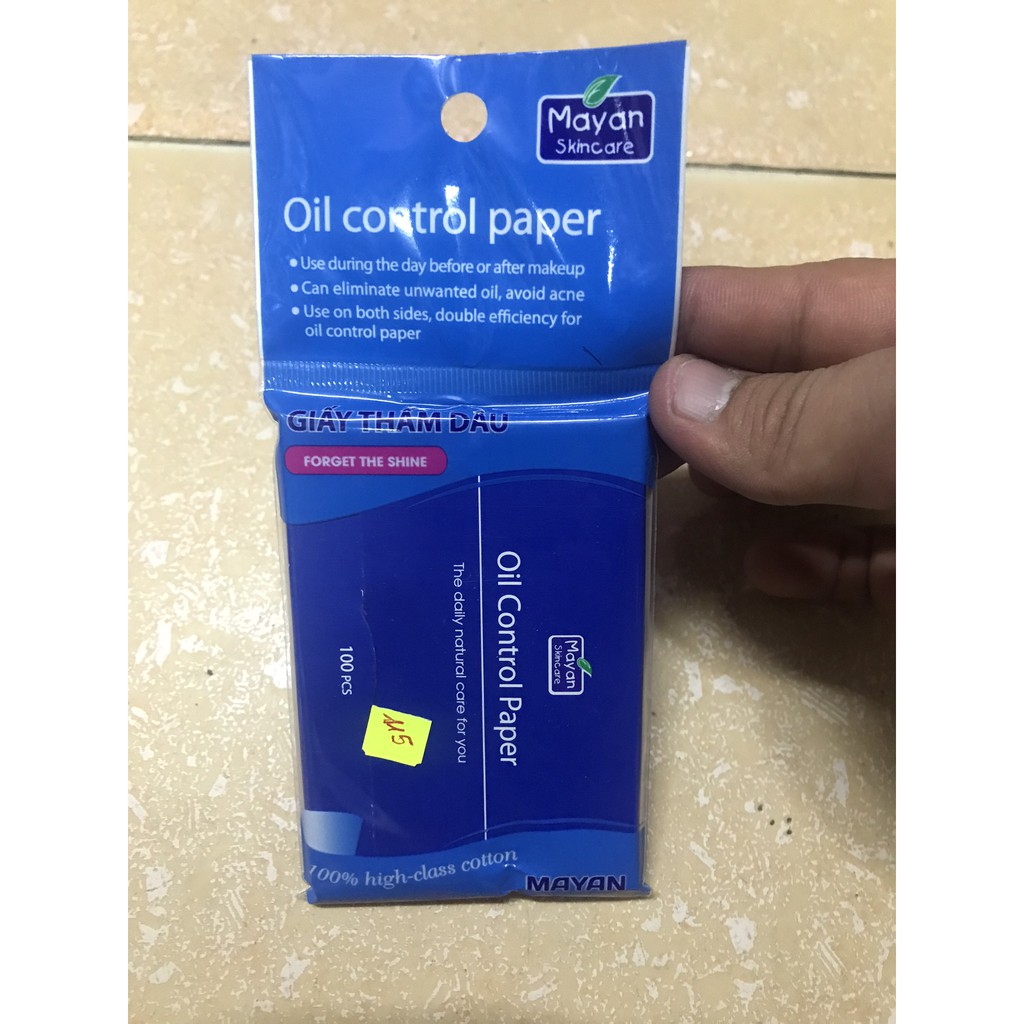 Mayan
Skincare
Oil control paper
• Use during the day before or after makeup
• Can eliminate unwanted oil, avoid acne
• Use on both sides, double efficiency for
oil control paper
GIẤY THẤM DẦU
FORGET THE SHINE
Mayan
Skincare
Oil Control Paper
The daily natural care for you
100 PCS
100% high-class cotton
MAYAN